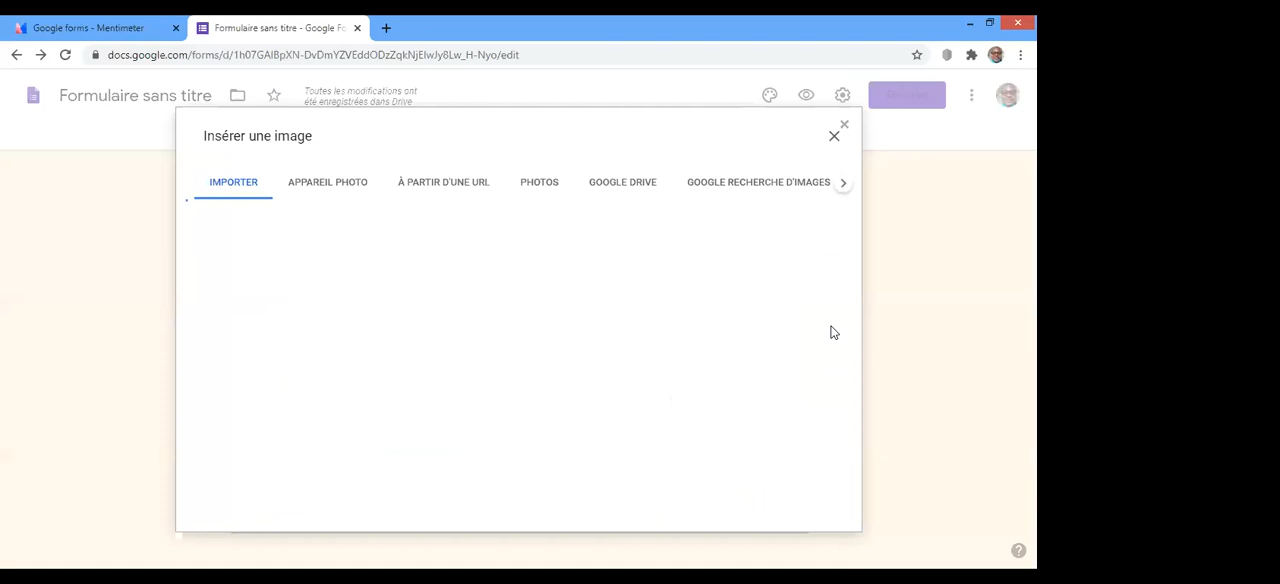 Google forms - Mentimeter
Formulaire sans titre - Google Fo
docs.google.com/forms/d/1h07GAlBpXN-DvDmYZVEddODzZqkNjElwJy8Lw_H-Nyo/edit
Formulaire sans titre
Toutes les modifications ont
été enregistrées dans Drive
Insérer une image
IMPORTER
APPAREIL PHOTO
À PARTIR D'UNE URL
PHOTOS
GOOGLE DRIVE
GOOGLE RECHERCHE D'IMAGES